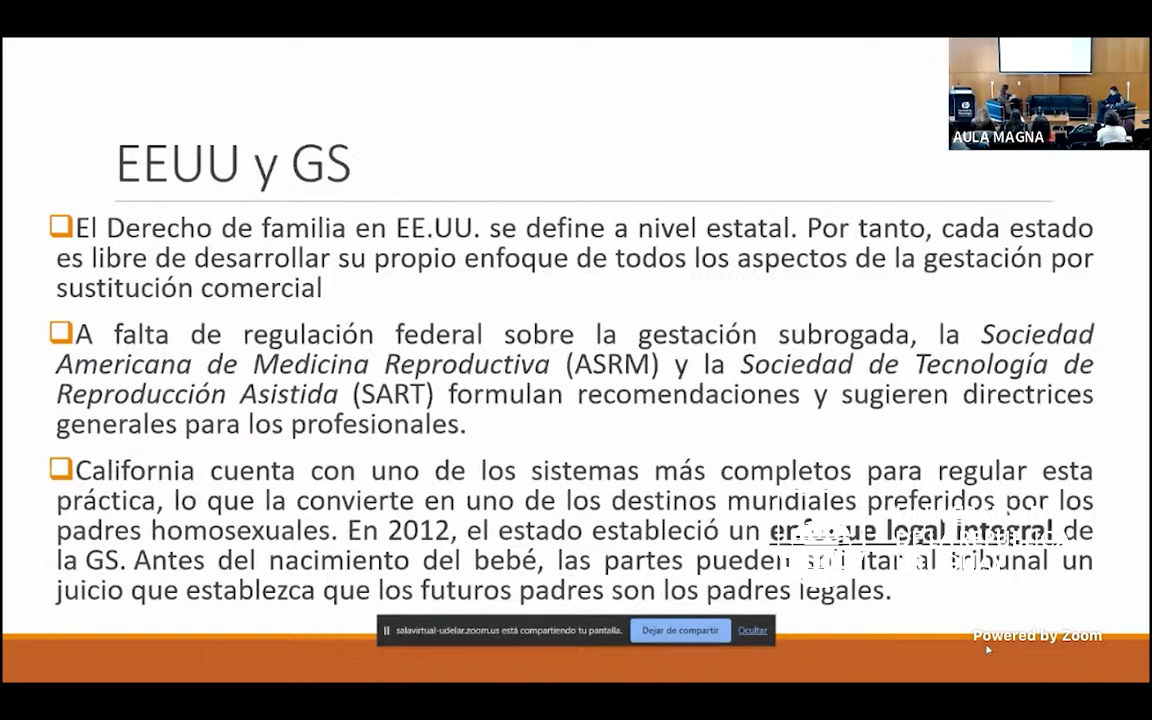 AULA MAGNA
EEUU y GS
El Derecho de familia en EE.UU. se define a nivel estatal. Por tanto, cada estado
es libre de desarrollar su propio enfoque de todos los aspectos de la gestación por
sustitución comercial
A falta de regulación federal sobre la gestación subrogada, la Sociedad
Americana de Medicina Reproductiva (ASRM) y la Sociedad de Tecnología de
Reproducción Asistida (SART) formulan recomendaciones y sugieren directrices
generales para los profesionales.
California cuenta con uno de los sistemas más completos para regular esta
práctica, lo que la convierte en uno de los destinos mundiales preferidos por los
padres homosexuales. En 2012, el estado estableció un enfoque legal integral de
la GS. Antes del nacimiento del bebé, las partes pueden al tribunal un
juicio que establezca que los futuros padres son los padres legales.
salavirtual-udelar.zoom.us está compartiendo tu pantalla.
Dejar de compartir
Ocultar
Powered by Zoom